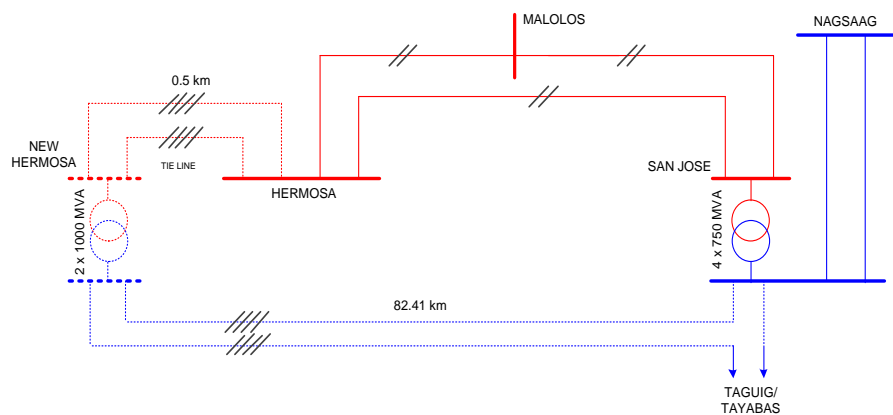 MALOLOS
NAGSAAG
0.5 km
NEW
HERMOSA
TIE LINE
SAN JOSE
HERMOSA
2 x 1000 MVA
4 x 750 MVA
82.41 km
TAGUIG/
TAYABAS